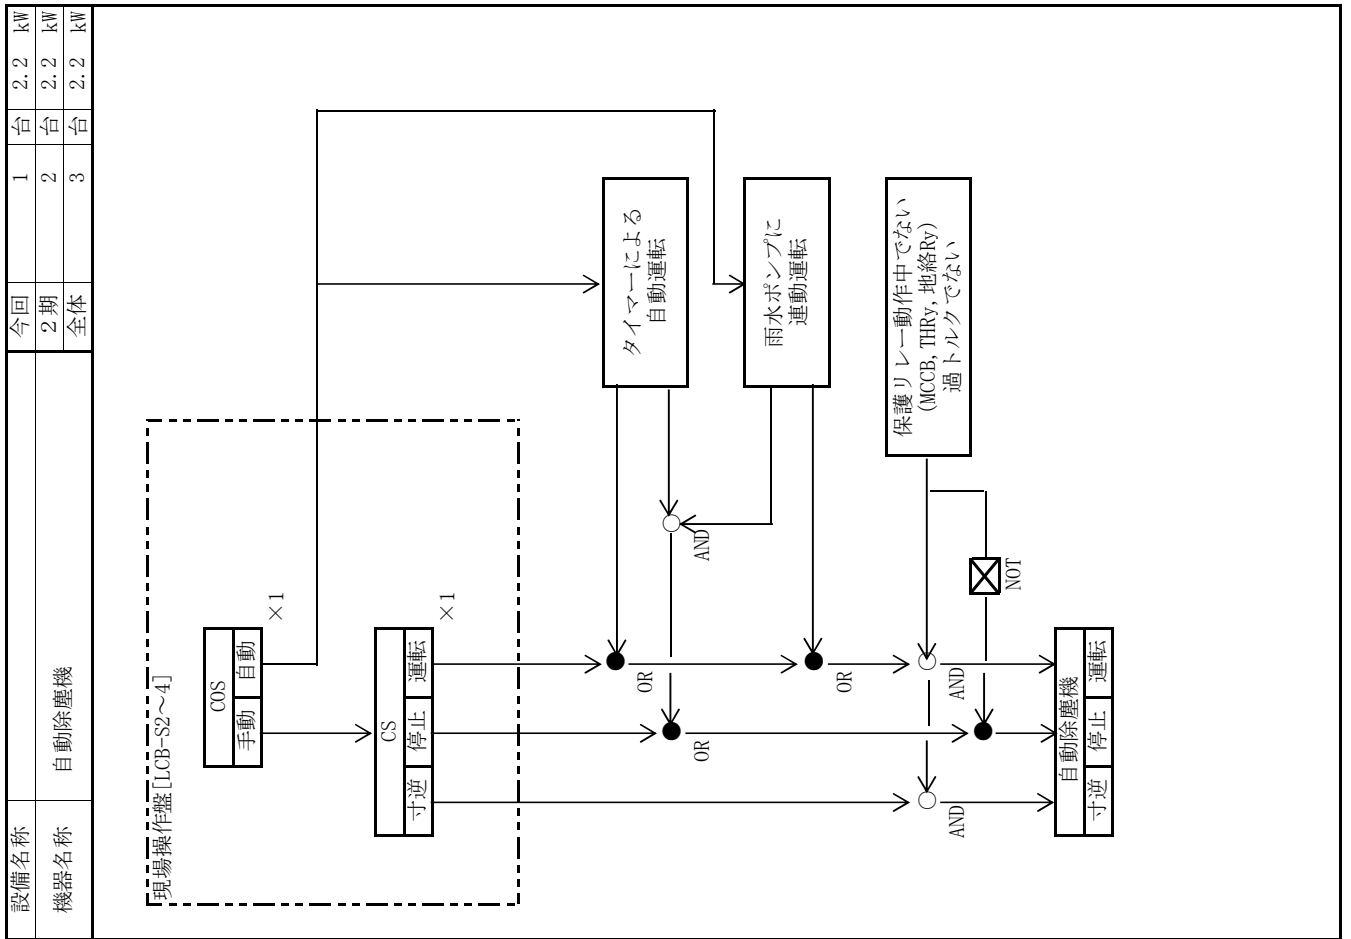 設備名称
機器名称 自動除塵機
今回 1 台 2.2 kW
２期 2 台 2.2 kW
全体 3 台 2.2 kW
現場操作盤[LCB-S2～4]
COS
手動 自動
×1
CS
寸逆 停止 運転
×1
タイマーによる
自動運転
雨水ポンプに
連動運転
保護リレー動作中でない
(MCCB,THRy,地絡Ry)
過トルクでない
AND
OR
OR
OR
NOT
AND
AND
自動除塵機
寸逆 停止 運転